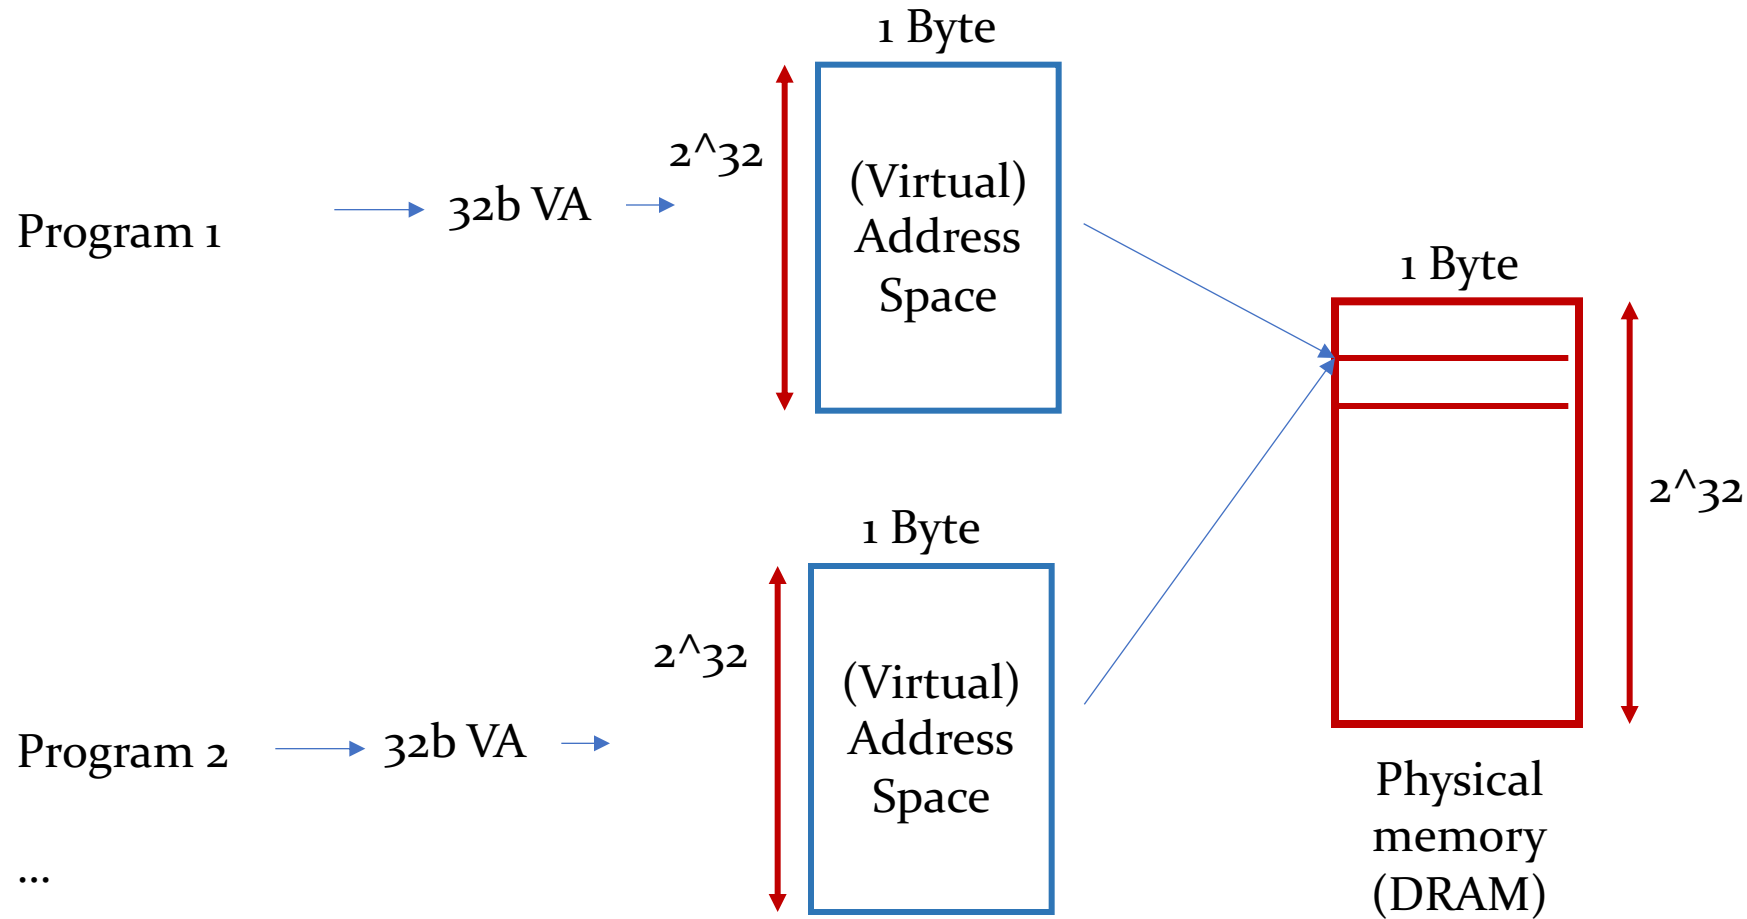 1 Byte
2^32
(Virtual)
Address
Space
32b VA
Program 1
1 Byte
2^32
1 Byte
2^32
(Virtual)
Address
Space
32b VA
Program 2
Physical
memory
(DRAM)
...